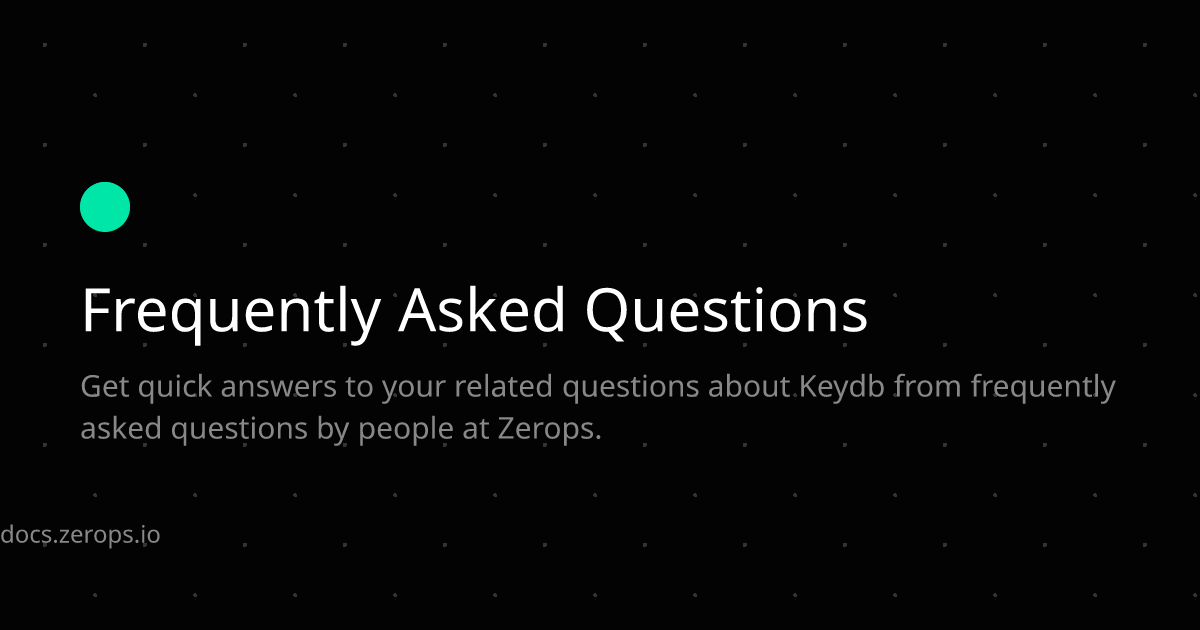 Frequently Asked Questions
Get quick answers to your related questions about Keydb from frequently
asked questions by people at Zerops.
docs.zerops.io